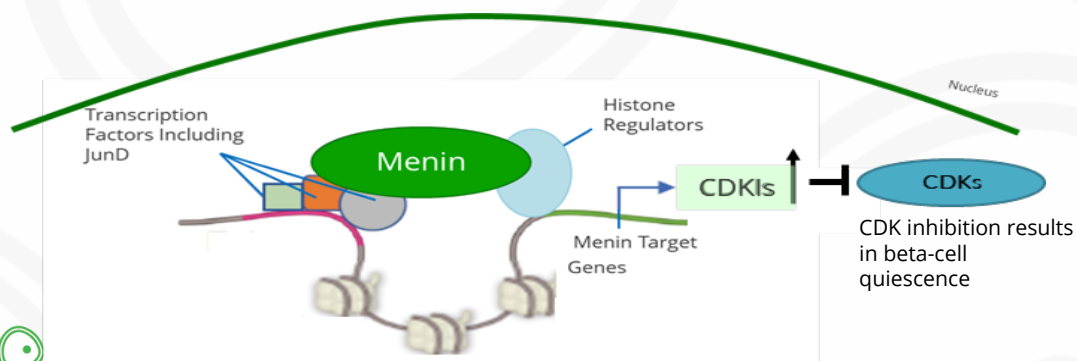 Nucleus
Transcription
Factors Including
JunD
Histone
Regulators
Menin
CDKIs
CDKs
Menin Target
Genes
CDK inhibition results
in beta-cell
quiescence